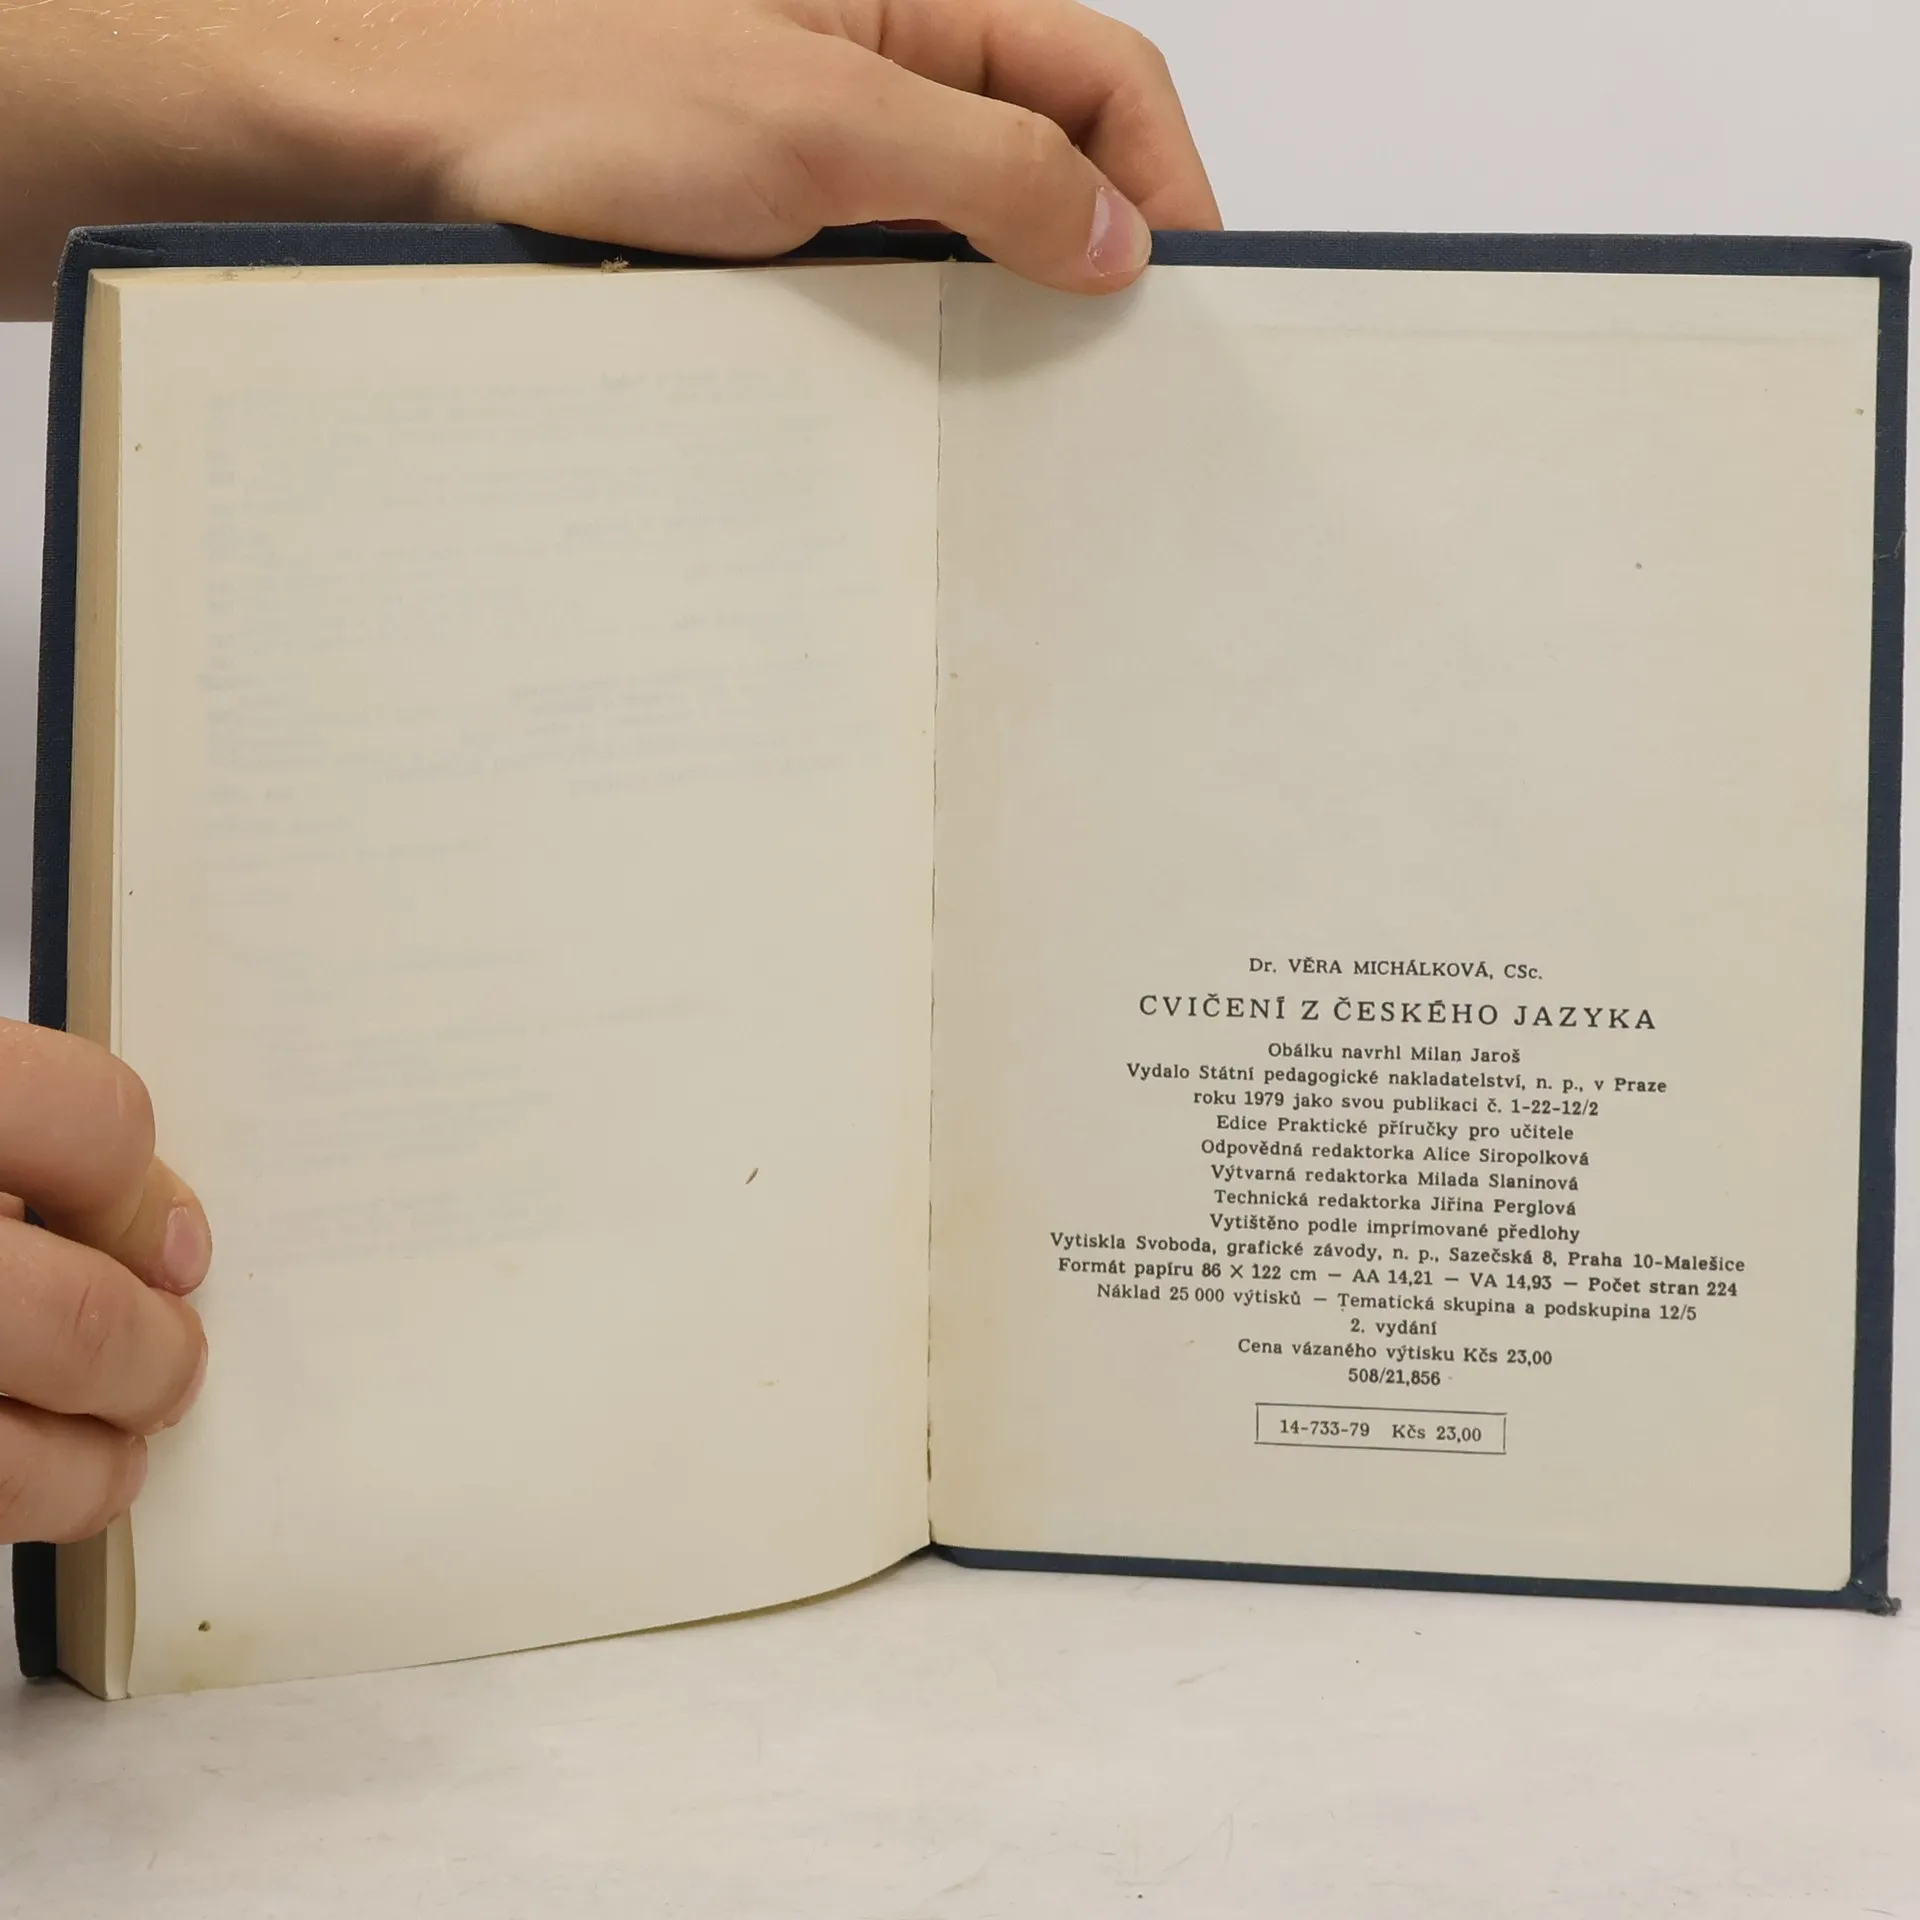 Dr. VĚRA MICHÁLKOVÁ, CSc.
CVIČENÍ Z ČESKÉHO JAZYKA
Obálku navrhl Milan Jaroš
Vydalo Státní pedagogické nakladatelství, n. p., v Praze
roku 1979 jako svou publikaci č. 1-22-12/2
Edice Praktické příručky pro učitele
Odpovědná redaktorka Alice Siropolková
Výtvarná redaktorka Milada Slaninová
Technická redaktorka Jiřina Perglová
Vytištěno podle imprimované předlohy
Vytiskla Svoboda, grafické závody, n. p., Sazečská 8, Praha 10-Malešice
Formát papíru 86 X 122 cm — AA 14,21 — VA 14,93 — Počet stran 224
Náklad 25 000 výtisků — Tematická skupina a podskupina 12/5
2. vydání
Cena vázaného výtisku Kčs 23,00
508/21,856
14-733-79 Kčs 23,00